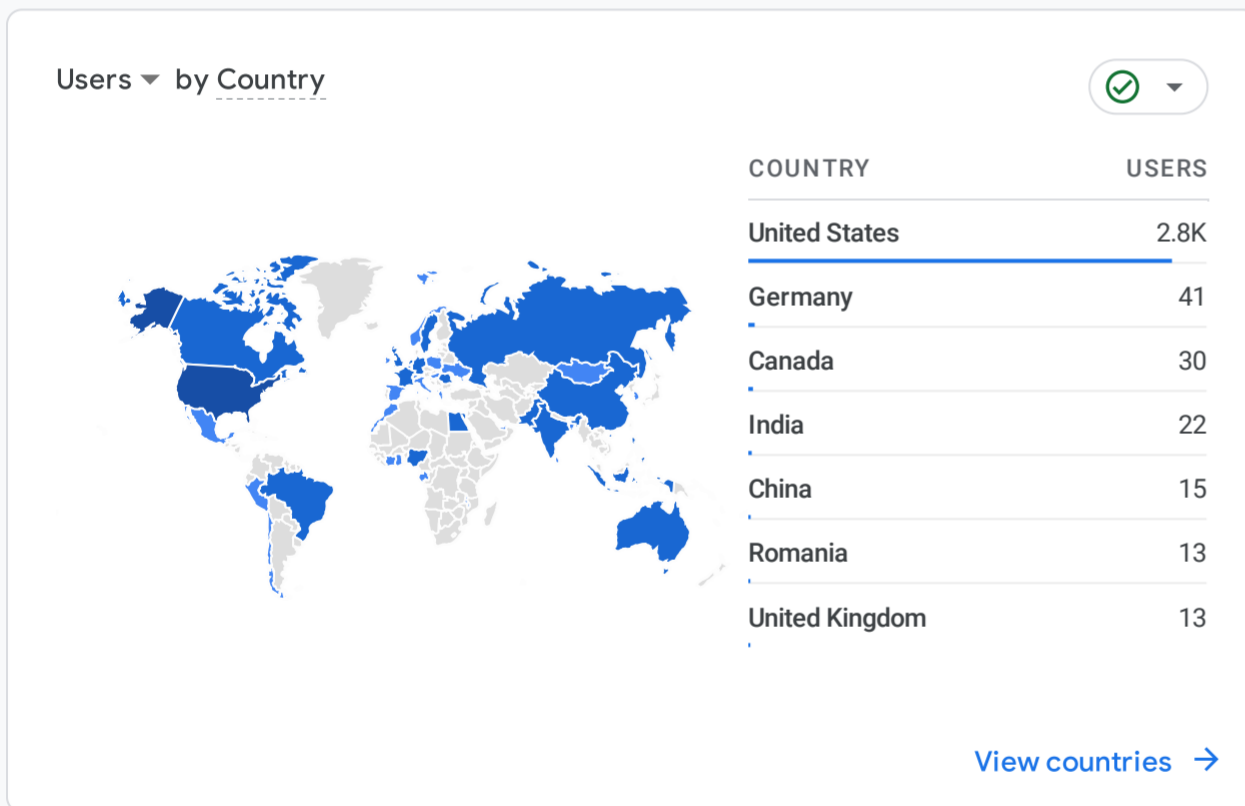 Users by Country
COUNTRY USERS
United States 2.8K
Germany 41
Canada 30
India 22
China 15
Romania 13
United Kingdom 13
View countries